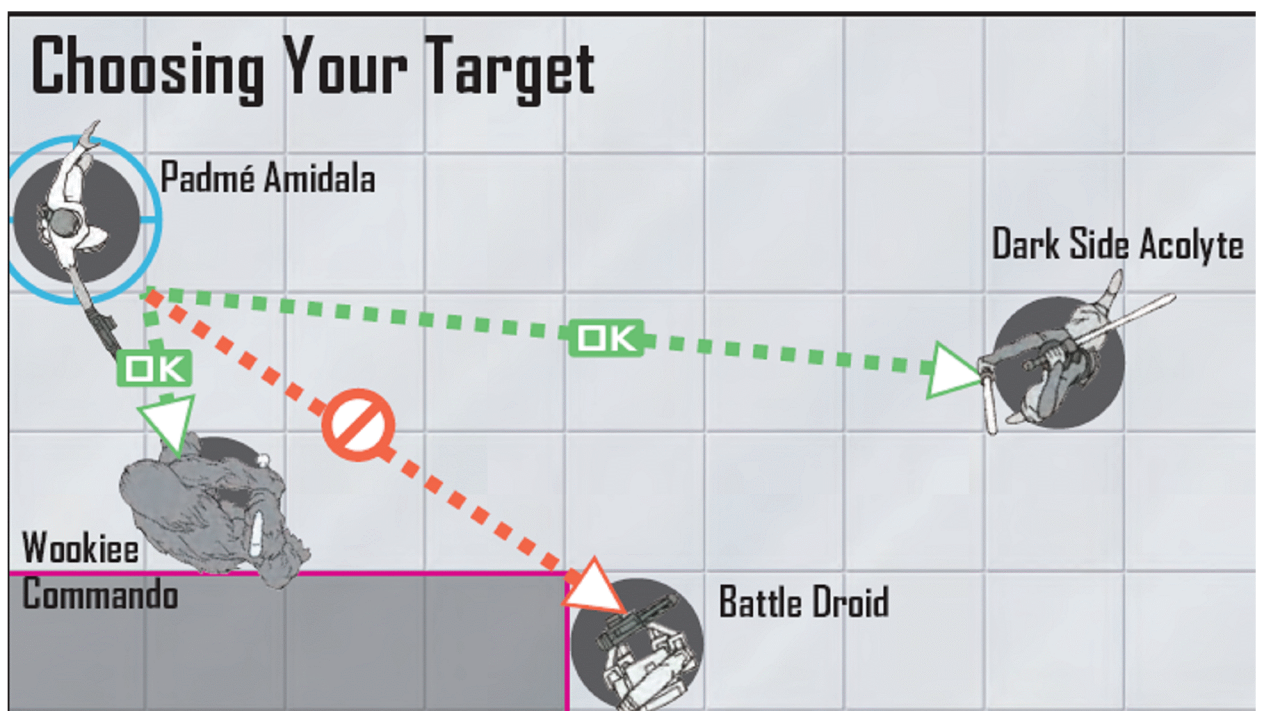 Choosing Your Target
Padmé Amidala
Dark Side Acolyte
OK
OK
Wookiee
Commando
Battle Droid